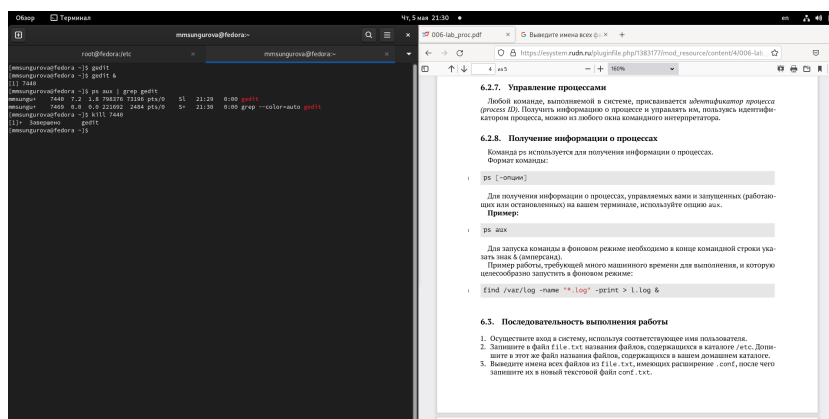 Обзор
Терминал
Чт, 5 мая 21:30
en
mmsungurova@fedora:~
root@fedora:/etc
mmsungurova@fedora:~
[mmsungurova@fedora ~]$ gedit
[mmsungurova@fedora ~]$ gedit &
[1] 7440
[mmsungurova@fedora ~]$ ps aux | grep gedit
mmsungu+ 7440 7.2 1.8 798376 73196 pts/0 Sl 21:29 0:00 gedit
mmsungu+ 7469 0.0 0.0 221692 2484 pts/0 S+ 21:30 0:00 grep --color=auto gedit
[mmsungurova@fedora ~]$ kill 7440
[1]+ Завершено gedit
[mmsungurova@fedora ~]$
006-lab_proc.pdf
Выведите имена всех ф
https://esystem.rudn.ru/pluginfile.php/1383177/mod_resource/content/4/006-lab
4 из 5
160%
6.2.7. Управление процессами
Любой команде, выполняемой в системе, присваивается идентификатор процесса
(process ID). Получить информацию о процессе и управлять им, пользуясь идентифи-
катором процесса, можно из любого окна командного интерпретатора.
6.2.8. Получение информации о процессах
Команда ps используется для получения информации о процессах.
Формат команды:
1 ps [-опции]
Для получения информации о процессах, управляемых вами и запущенных (работаю-
щих или остановленных) на вашем терминале, используйте опцию aux.
Пример:
1 ps aux
Для запуска команды в фоновом режиме необходимо в конце командной строки ука-
зать знак & (амперсанд).
Пример работы, требующей много машинного времени для выполнения, и которую
целесообразно запустить в фоновом режиме:
1 find /var/log -name "*.log" -print > l.log &
6.3. Последовательность выполнения работы
1. Осуществите вход в систему, используя соответствующее имя пользователя.
2. Запишите в файл file.txt названия файлов, содержащихся в каталоге /etc. Допи-
шите в этот же файл названия файлов, содержащихся в вашем домашнем каталоге.
3. Выведите имена всех файлов из file.txt, имеющих расширение .conf, после чего
запишите их в новый текстовой файл conf.txt.